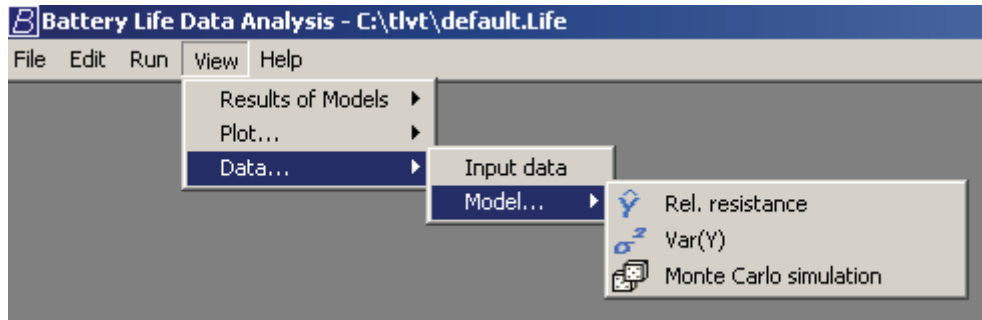 Battery Life Data Analysis - C:\tlvt\default.Life
File Edit Run View Help
Results of Models
Plot...
Data...
Input data
Model...
Rel. resistance
Var(Y)
Monte Carlo simulation